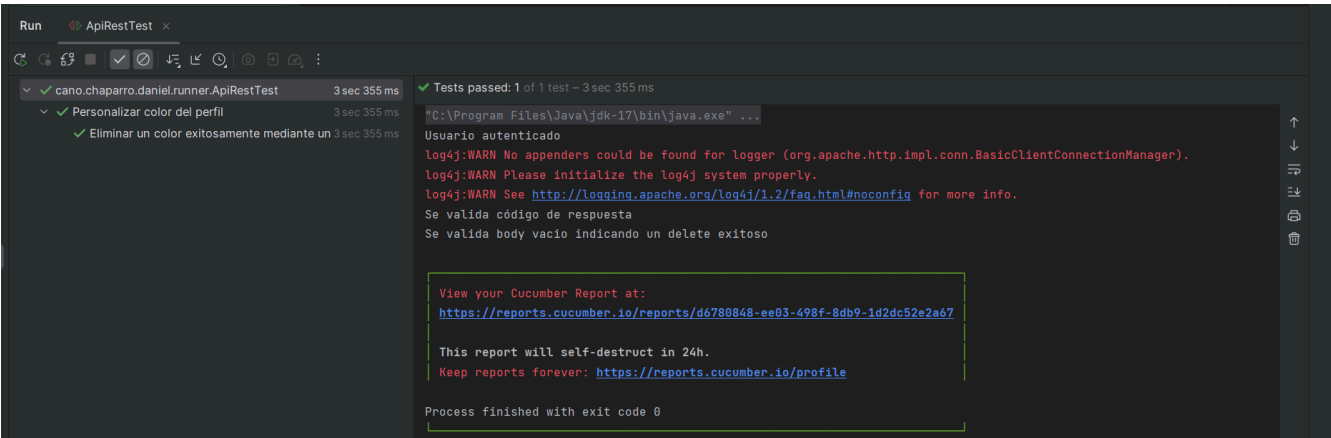 Run ApiRestTest
cano.chaparro.daniel.runner.ApiRestTest 3 sec 355 ms
Personalizar color del perfil 3 sec 355 ms
Eliminar un color exitosamente mediante un 3 sec 355 ms
Tests passed: 1 of 1 test – 3 sec 355 ms
"C:\Program Files\Java\jdk-17\bin\java.exe" ...
Usuario autenticado
log4j:WARN No appenders could be found for logger (org.apache.http.impl.conn.BasicClientConnectionManager).
log4j:WARN Please initialize the log4j system properly.
log4j:WARN See http://logging.apache.org/log4j/1.2/faq.html#noconfig for more info.
Se valida código de respuesta
Se valida body vacio indicando un delete exitoso
View your Cucumber Report at:
https://reports.cucumber.io/reports/d6780848-ee03-498f-8db9-1d2dc52e2a67
This report will self-destruct in 24h.
Keep reports forever: https://reports.cucumber.io/profile
Process finished with exit code 0